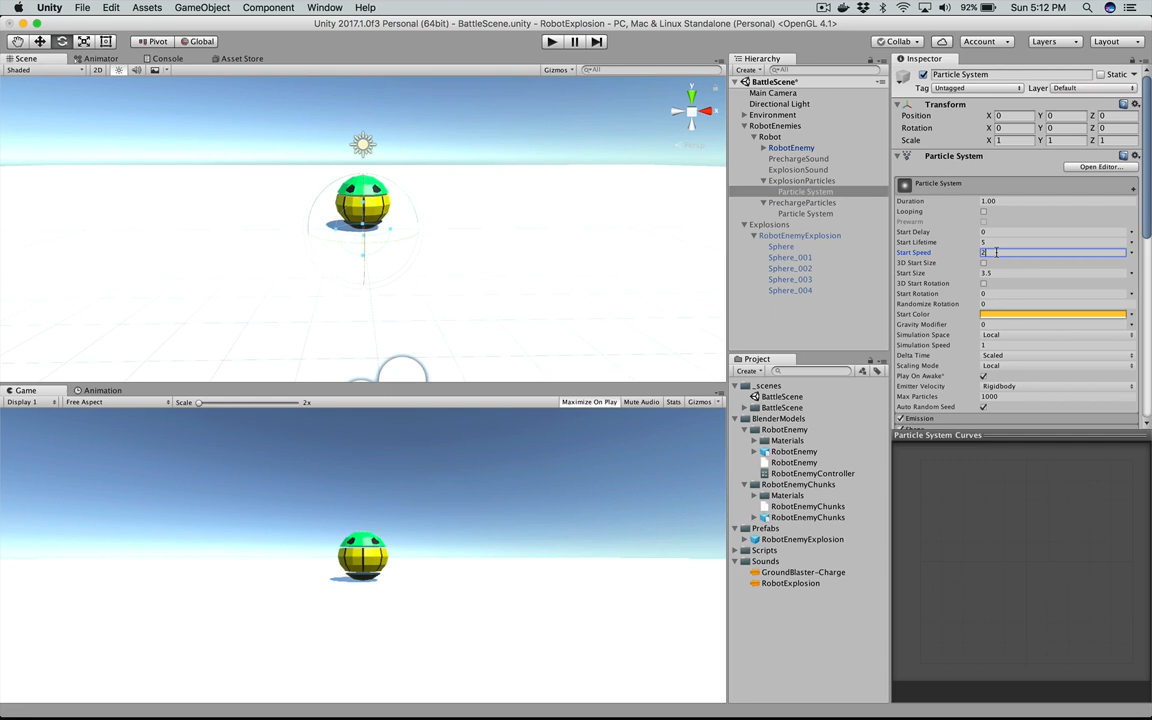 Unity File Edit Assets GameObject Component Window Help 92% Sun 5:12 PM
Unity 2017.1.0f3 Personal (64bit) - BattleScene.unity - RobotExplosion - PC, Mac & Linux Standalone (Personal) <OpenGL 4.1>
Pivot Global Collab Account Layers Layout
Scene Animator Console Asset Store
Shaded 2D Gizmos All
y
x
Hierarchy
Create All
BattleScene*
Main Camera
Directional Light
Environment
RobotEnemies
Robot
RobotEnemy
PrechargeSound
ExplosionSound
ExplosionParticles
Particle System
PrechargeParticles
Particle System
Explosions
RobotEnemyExplosion
Sphere
Sphere_001
Sphere_002
Sphere_003
Sphere_004
Project
Create
_scenes
BattleScene
BattleScene
BlenderModels
RobotEnemy
Materials
RobotEnemy
RobotEnemy
RobotEnemyController
RobotEnemyChunks
Materials
RobotEnemyChunks
RobotEnemyChunks
Prefabs
RobotEnemyExplosion
Scripts
Sounds
GroundBlaster-Charge
RobotExplosion
Game Animation
Display 1 Free Aspect Scale 2x Maximize On Play Mute Audio Stats Gizmos
Inspector
Particle System Static
Tag Untagged Layer Default
Transform
Position X 0 Y 0 Z 0
Rotation X 0 Y 0 Z 0
Scale X 1 Y 1 Z 1
Particle System
Open Editor...
Particle System
Duration 1.00
Looping
Prewarm
Start Delay 0
Start Lifetime 5
Start Speed 2
3D Start Size
Start Size 3.5
3D Start Rotation
Start Rotation 0
Randomize Rotation 0
Start Color
Gravity Modifier 0
Simulation Space Local
Simulation Speed 1
Delta Time Scaled
Scaling Mode Local
Play On Awake*
Emitter Velocity Rigidbody
Max Particles 1000
Auto Random Seed
Emission
Particle System Curves